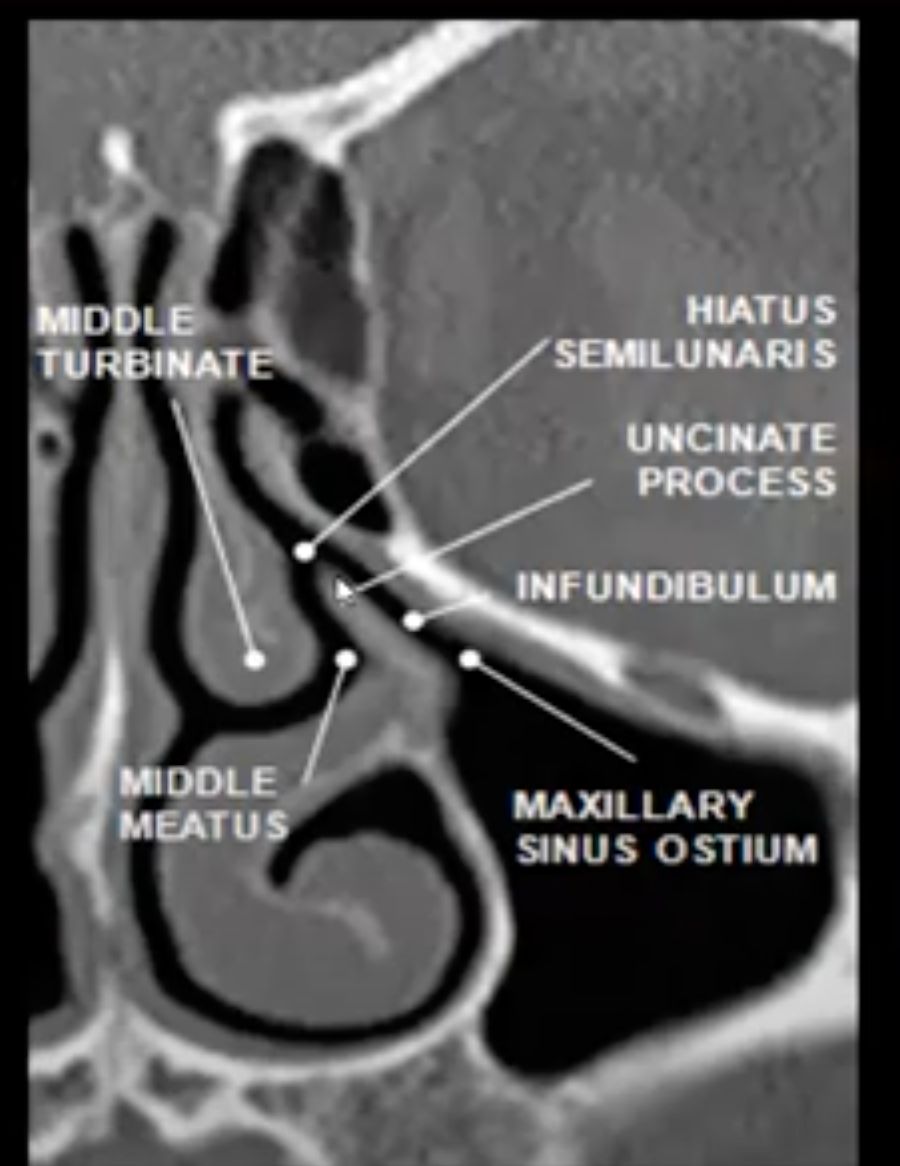 MIDDLE
TURBINATE
HIATUS
SEMILUNARIS
UNCINATE
PROCESS
INFUNDIBULUM
MIDDLE
MEATUS
MAXILLARY
SINUS OSTIUM